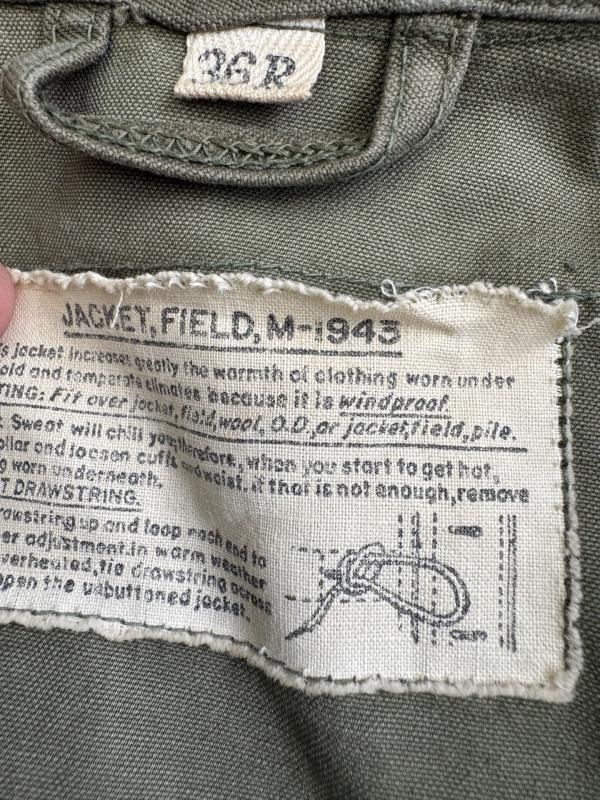 36R
JACKET, FIELD, M-1943
s jacket increases greatly the warmth of clothing worn under
old and temperate climates because it is windproof.
TING: Fit over jacket, field, wool, O.D., or jacket, field, pile.
: Sweat will chill you, therefore, when you start to get hot,
ollar and loosen cuffs and waist. If that is not enough, remove
g worn underneath.
T DRAWSTRING.
rawstring up and loop each end to
er adjustment. In warm weather
verheated, tie drawstring across
open the unbuttoned jacket.